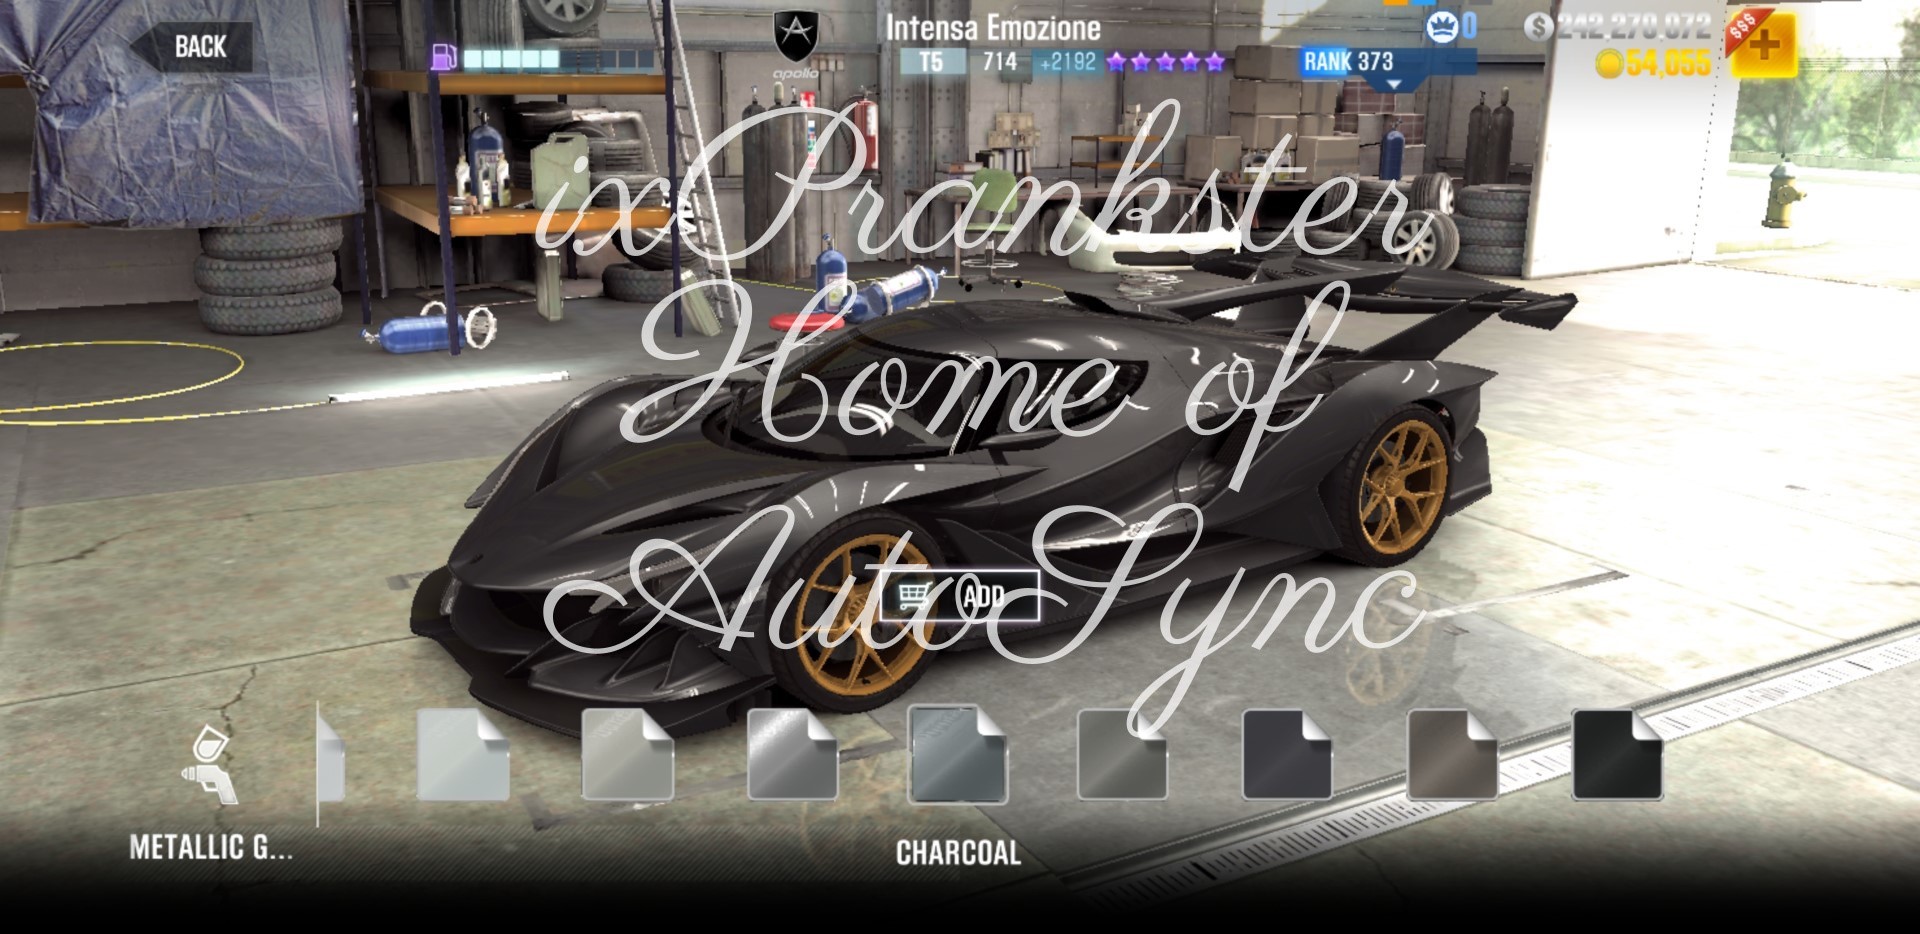 BACK
apollo
Intensa Emozione
T5 714 +2192
RANK 373
0
242,270,072
54,055
$$$
ixPrankster
Home of
AutoSync
ADD
METALLIC G...
CHARCOAL